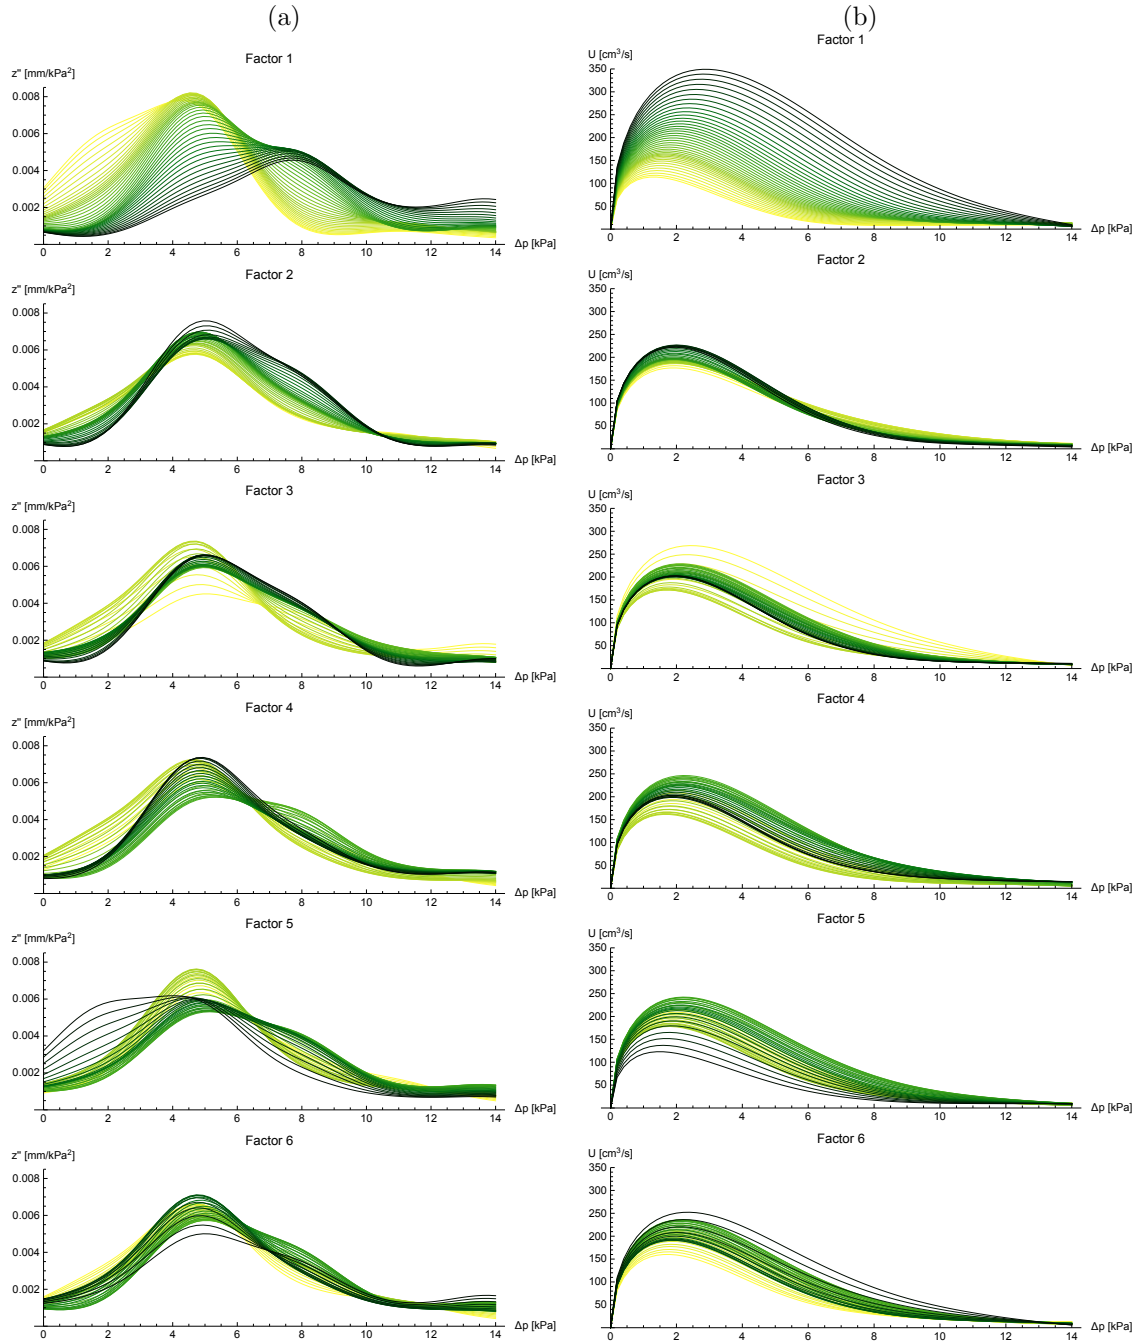 (a) (b)
Factor 1
z'' [mm/kPa²]
0.008
0.006
0.004
0.002
0 2 4 6 8 10 12 14 Δp [kPa]
Factor 1
U [cm³/s]
350
300
250
200
150
100
50
0 2 4 6 8 10 12 14 Δp [kPa]
Factor 2
z'' [mm/kPa²]
0.008
0.006
0.004
0.002
0 2 4 6 8 10 12 14 Δp [kPa]
Factor 2
U [cm³/s]
350
300
250
200
150
100
50
0 2 4 6 8 10 12 14 Δp [kPa]
Factor 3
z'' [mm/kPa²]
0.008
0.006
0.004
0.002
0 2 4 6 8 10 12 14 Δp [kPa]
Factor 3
U [cm³/s]
350
300
250
200
150
100
50
0 2 4 6 8 10 12 14 Δp [kPa]
Factor 4
z'' [mm/kPa²]
0.008
0.006
0.004
0.002
0 2 4 6 8 10 12 14 Δp [kPa]
Factor 4
U [cm³/s]
350
300
250
200
150
100
50
0 2 4 6 8 10 12 14 Δp [kPa]
Factor 5
z'' [mm/kPa²]
0.008
0.006
0.004
0.002
0 2 4 6 8 10 12 14 Δp [kPa]
Factor 5
U [cm³/s]
350
300
250
200
150
100
50
0 2 4 6 8 10 12 14 Δp [kPa]
Factor 6
z'' [mm/kPa²]
0.008
0.006
0.004
0.002
0 2 4 6 8 10 12 14 Δp [kPa]
Factor 6
U [cm³/s]
350
300
250
200
150
100
50
0 2 4 6 8 10 12 14 Δp [kPa]